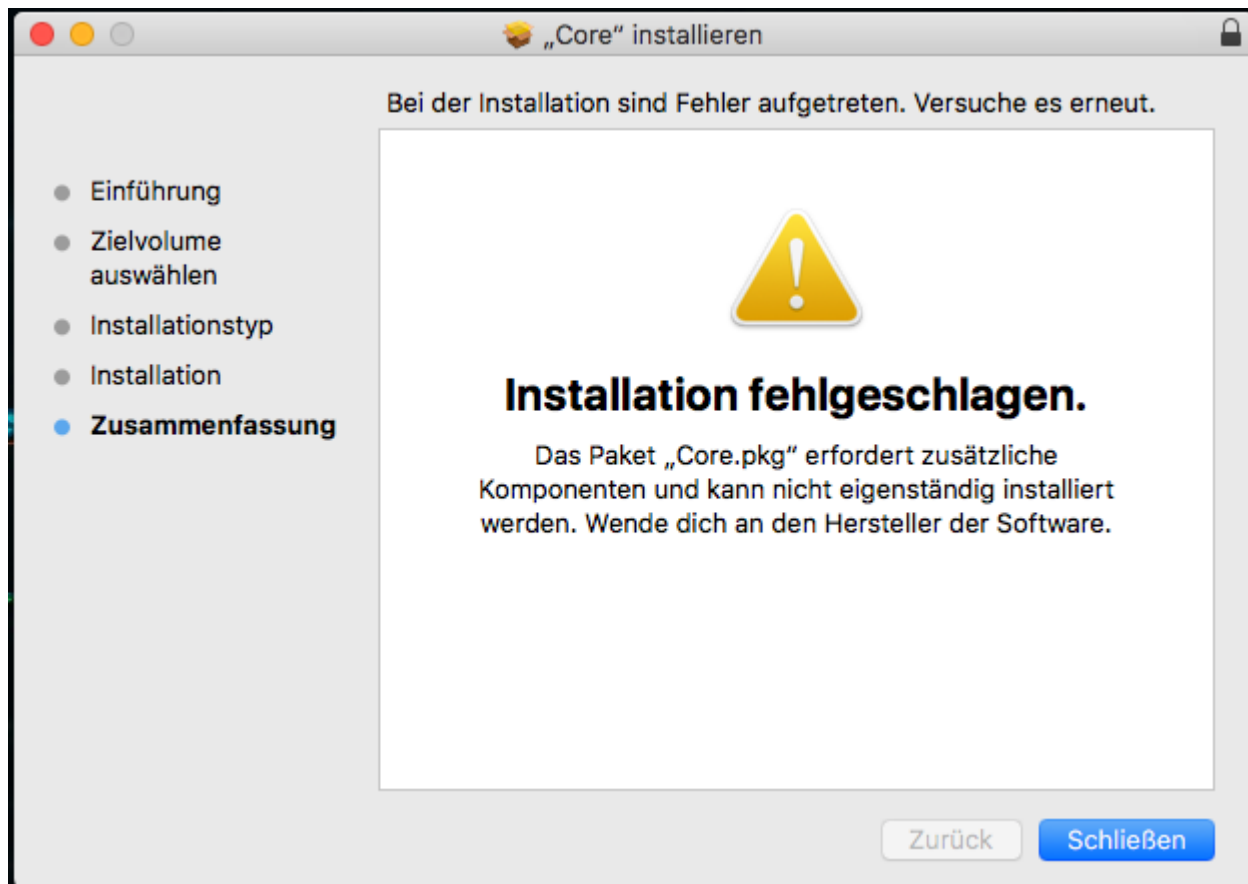 „Core“ installieren
Bei der Installation sind Fehler aufgetreten. Versuche es erneut.
Einführung
Zielvolume
auswählen
Installationstyp
Installation
Zusammenfassung
Installation fehlgeschlagen.
Das Paket „Core.pkg“ erfordert zusätzliche
Komponenten und kann nicht eigenständig installiert
werden. Wende dich an den Hersteller der Software.
Zurück
Schließen